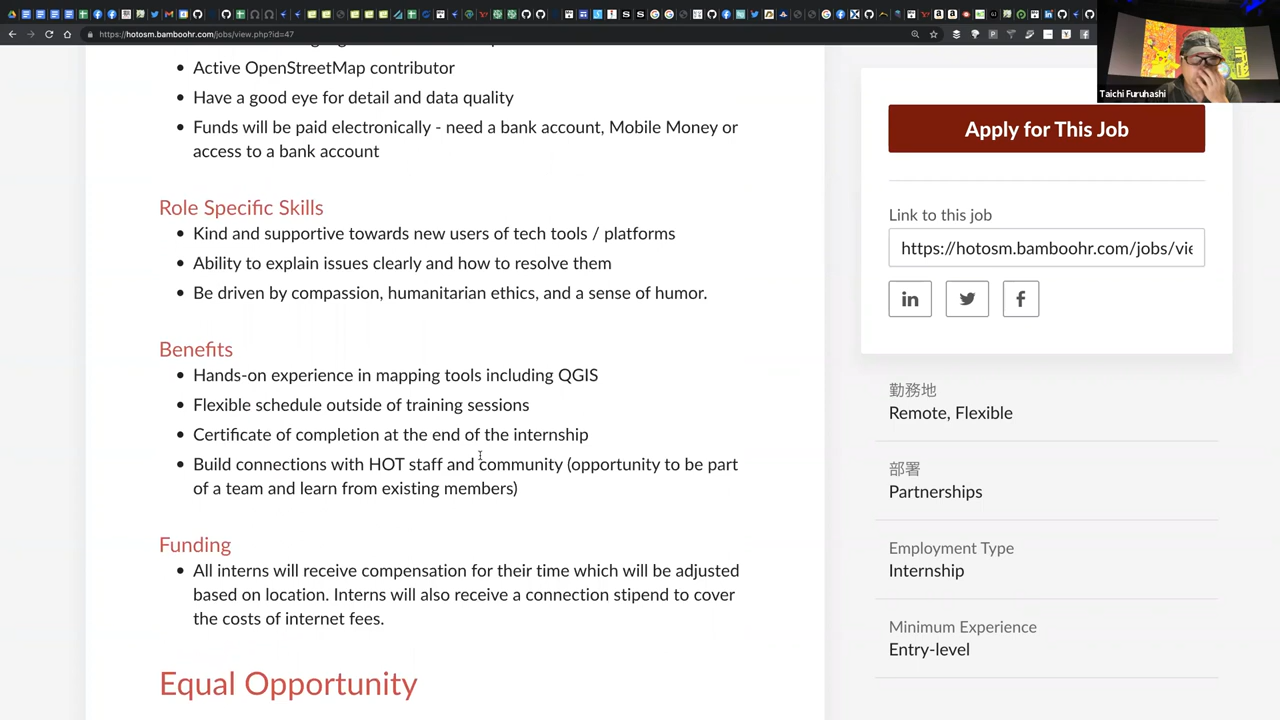 https://hotosm.bamboohr.com/jobs/view.php?id=47
Taichi Furuhashi
Active OpenStreetMap contributor
Have a good eye for detail and data quality
Funds will be paid electronically - need a bank account, Mobile Money or
access to a bank account
Role Specific Skills
Kind and supportive towards new users of tech tools / platforms
Ability to explain issues clearly and how to resolve them
Be driven by compassion, humanitarian ethics, and a sense of humor.
Benefits
Hands-on experience in mapping tools including QGIS
Flexible schedule outside of training sessions
Certificate of completion at the end of the internship
Build connections with HOT staff and community (opportunity to be part
of a team and learn from existing members)
Funding
All interns will receive compensation for their time which will be adjusted
based on location. Interns will also receive a connection stipend to cover
the costs of internet fees.
Equal Opportunity
Apply for This Job
Link to this job
https://hotosm.bamboohr.com/jobs/vie
勤務地
Remote, Flexible
部署
Partnerships
Employment Type
Internship
Minimum Experience
Entry-level